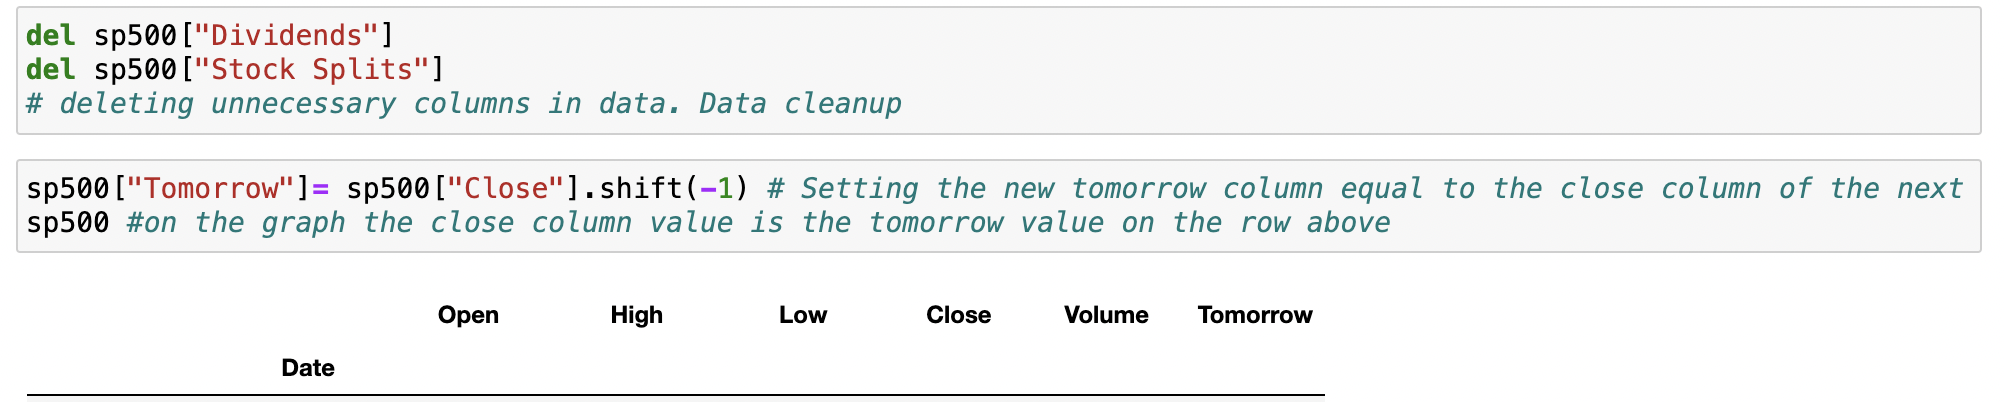 del sp500["Dividends"]
del sp500["Stock Splits"]
# deleting unnecessary columns in data. Data cleanup
sp500["Tomorrow"]= sp500["Close"].shift(-1) # Setting the new tomorrow column equal to the close column of the next
sp500 #on the graph the close column value is the tomorrow value on the row above
Open High Low Close Volume Tomorrow
Date